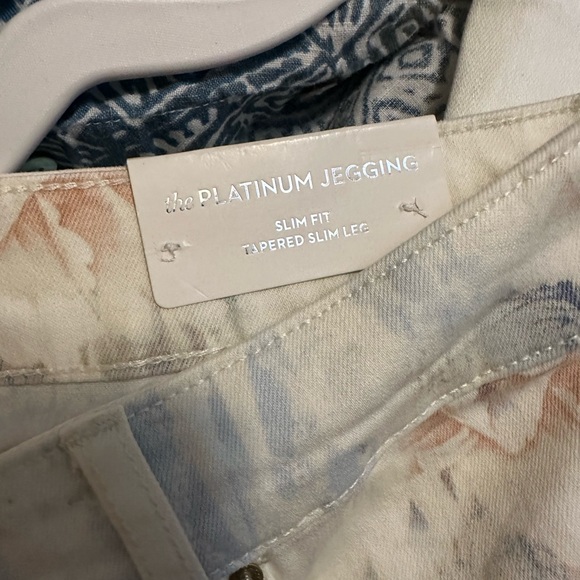 the PLATINUM JEGGING
SLIM FIT
TAPERED SLIM LEG